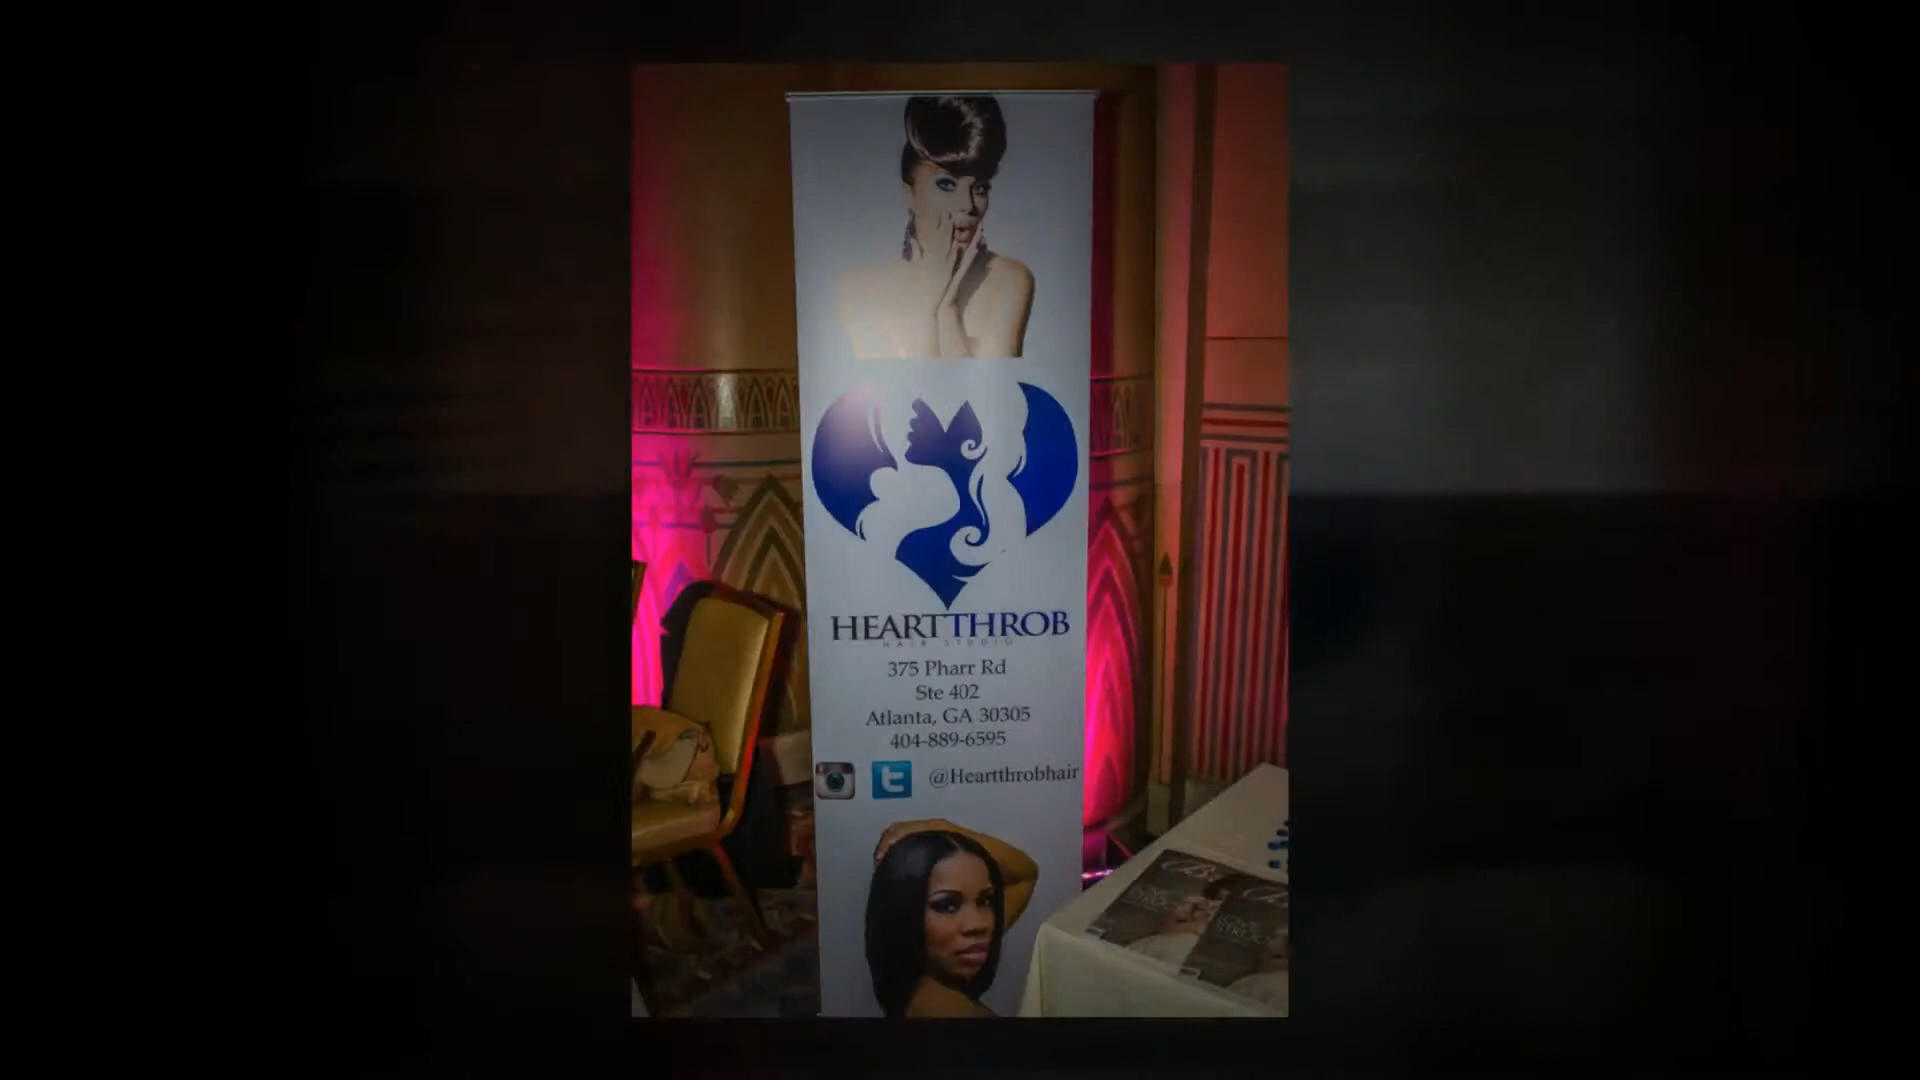 HEARTTHROB
HAIR STUDIO
375 Pharr Rd
Ste 402
Atlanta, GA 30305
404-889-6595
@Heartthrobhair